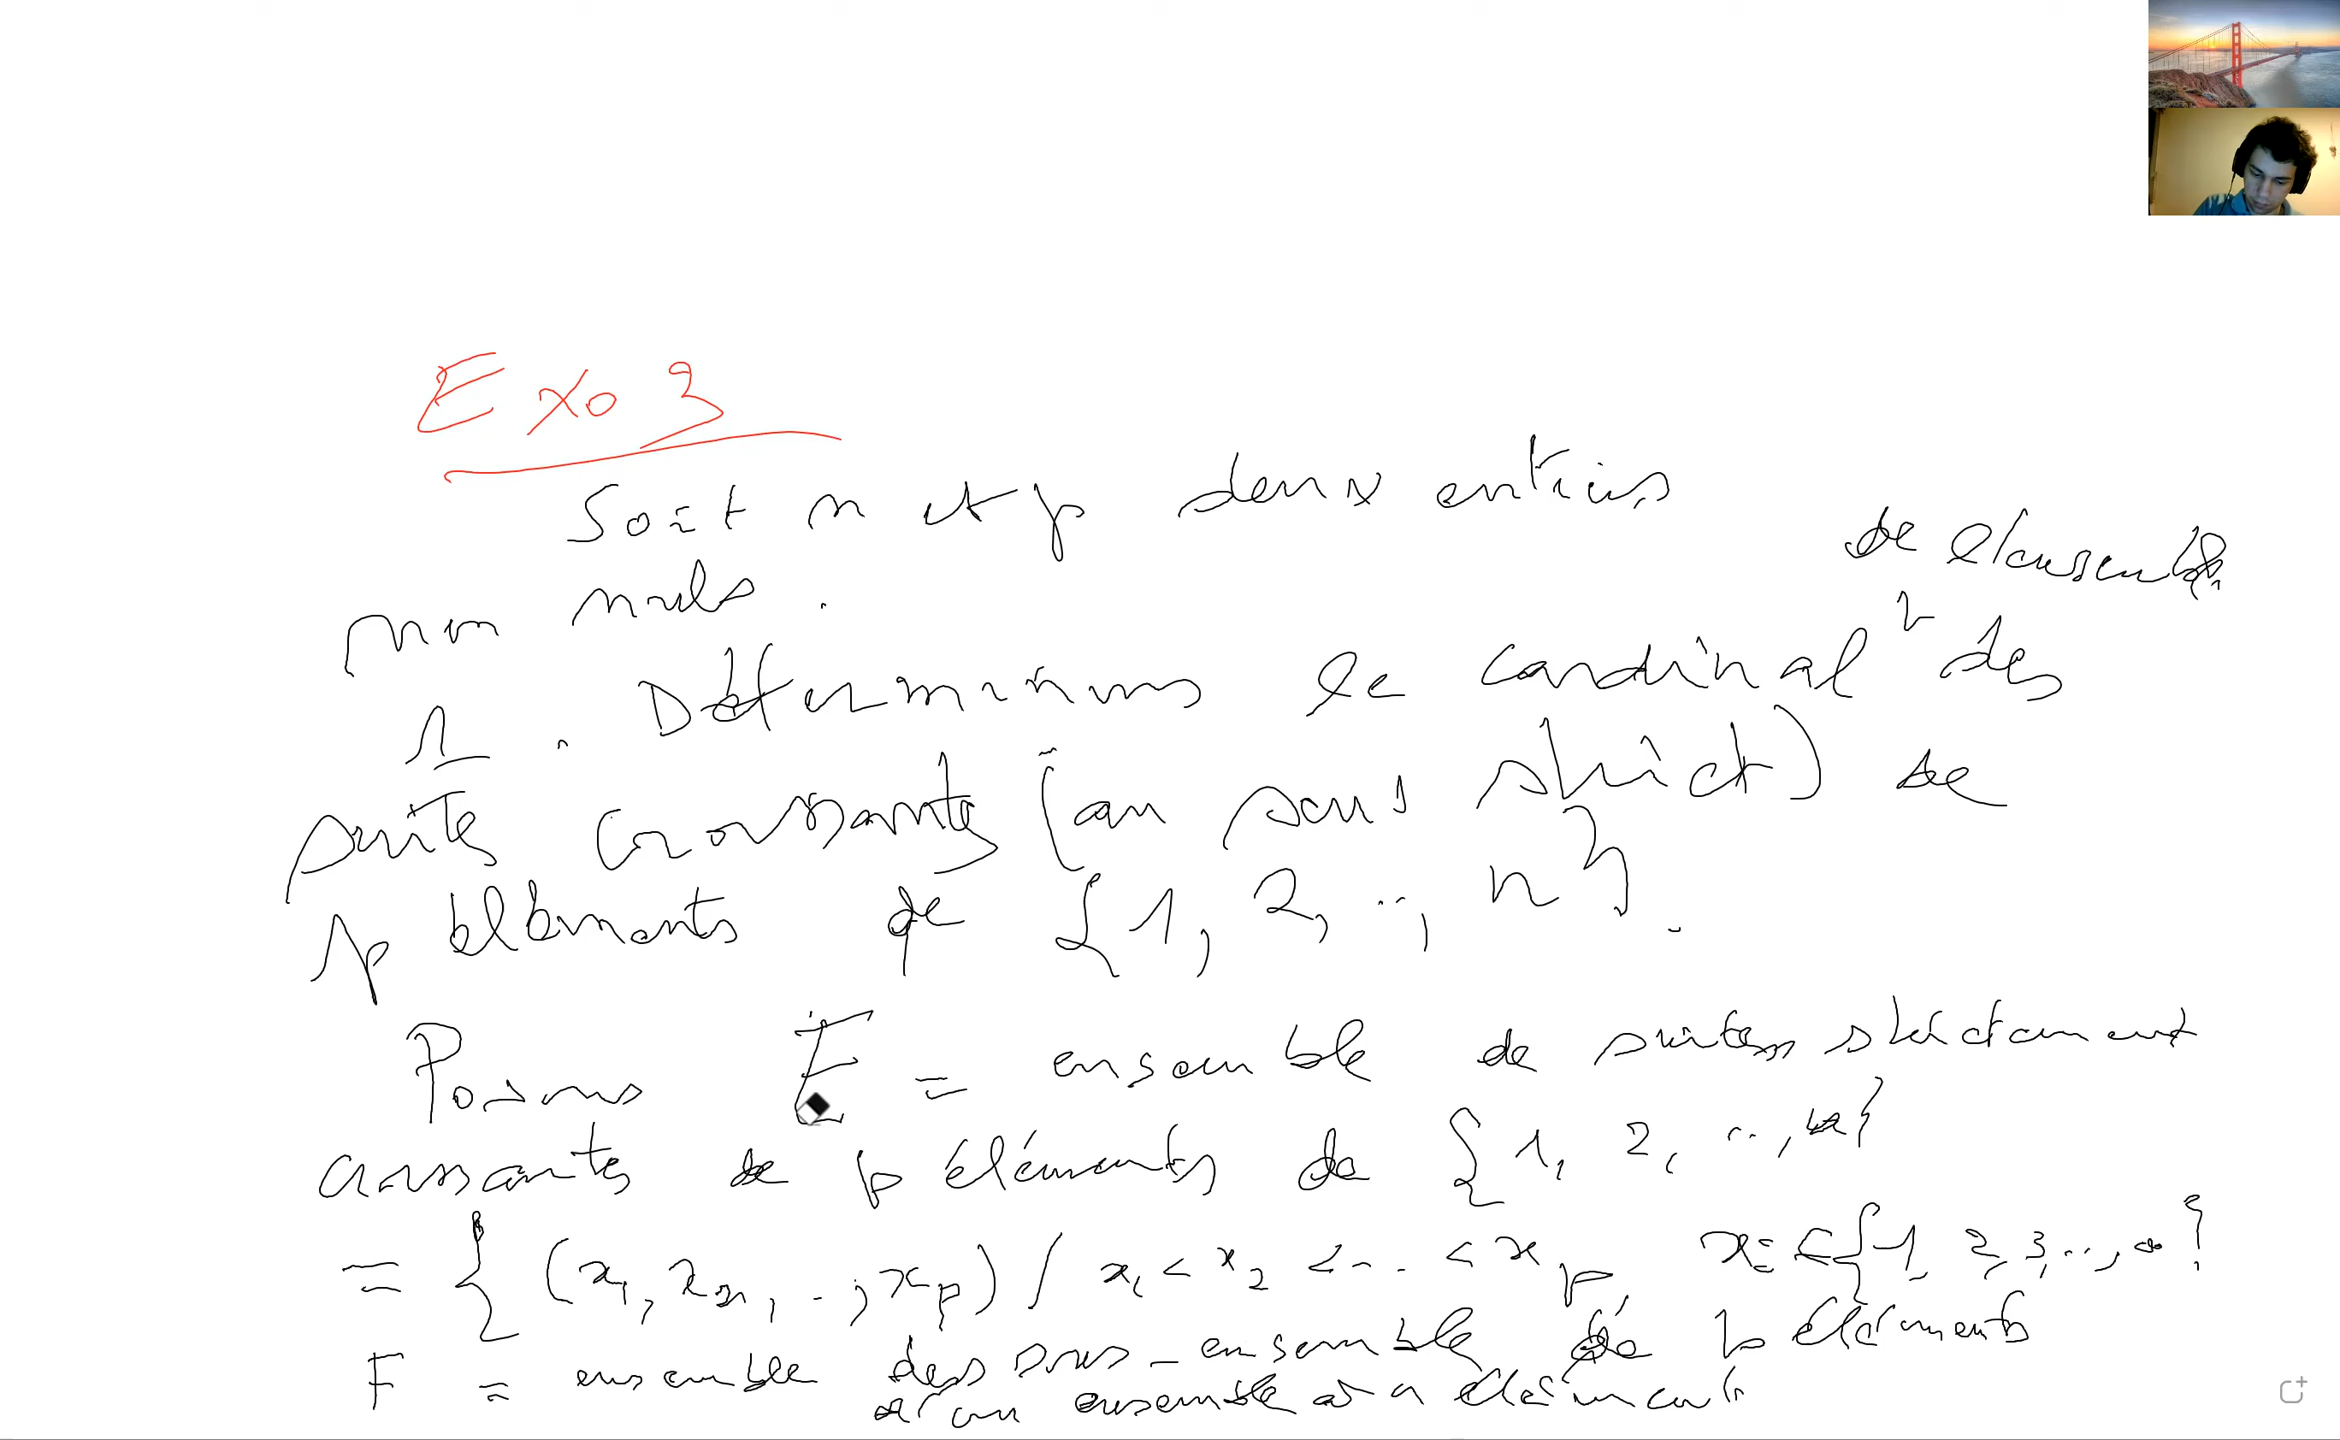 Exo 3
Soit n et p deux entiers
non nuls.
de l'ensemble
1. Déterminons le cardinal des
suites croissantes (au sens strict) de
p éléments de {1, 2, .., n}.
Posons E = ensemble de suites strictement
croissantes de p éléments de {1, 2, .., n}
= { (x1, x2, .., xp) / x1 < x2 < ... < xp, xi ∈ {1, 2, 3, .., n}
F = ensemble des sous-ensemble de p éléments
d'un ensemble à n éléments